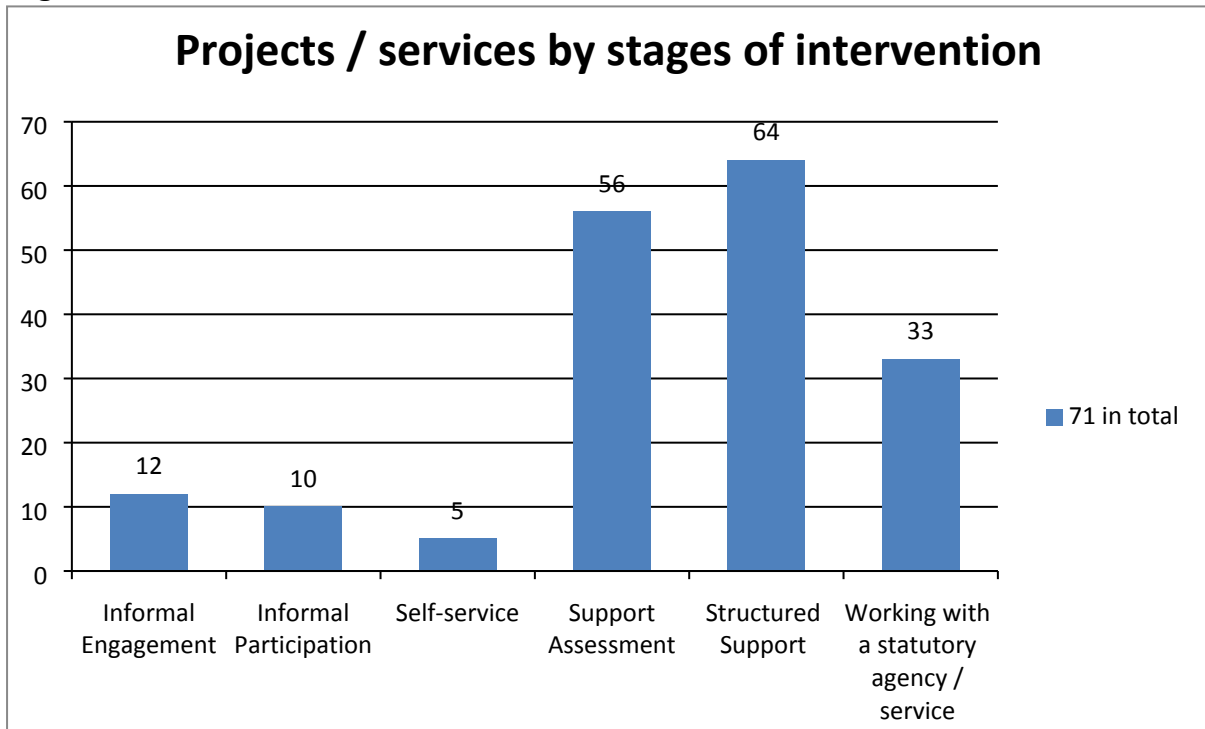 Projects / services by stages of intervention
70
60
50
40
30
20
10
0
12
10
5
56
64
33
Informal
Engagement
Informal
Participation
Self-service
Support
Assessment
Structured
Support
Working with
a statutory
agency /
service
71 in total